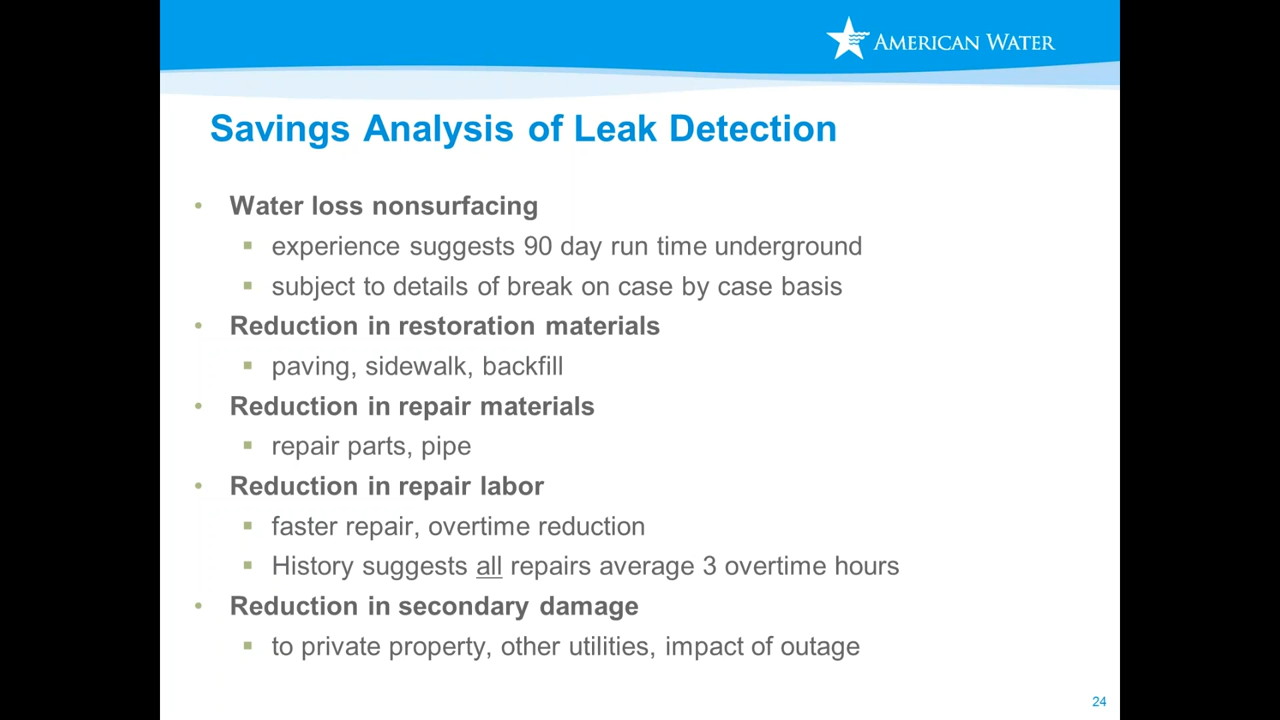 AMERICAN WATER
Savings Analysis of Leak Detection
• Water loss nonsurfacing
▪ experience suggests 90 day run time underground
▪ subject to details of break on case by case basis
• Reduction in restoration materials
▪ paving, sidewalk, backfill
• Reduction in repair materials
▪ repair parts, pipe
• Reduction in repair labor
▪ faster repair, overtime reduction
▪ History suggests all repairs average 3 overtime hours
• Reduction in secondary damage
▪ to private property, other utilities, impact of outage
24